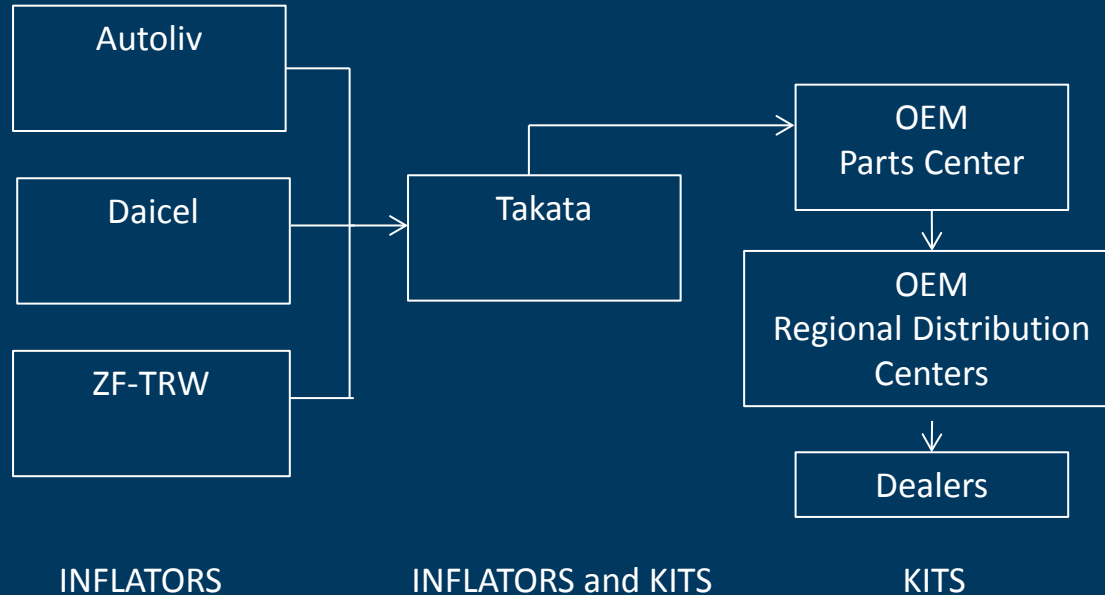 Autoliv
Daicel
ZF-TRW
Takata
OEM
Parts Center
OEM
Regional Distribution
Centers
Dealers
INFLATORS
INFLATORS and KITS
KITS